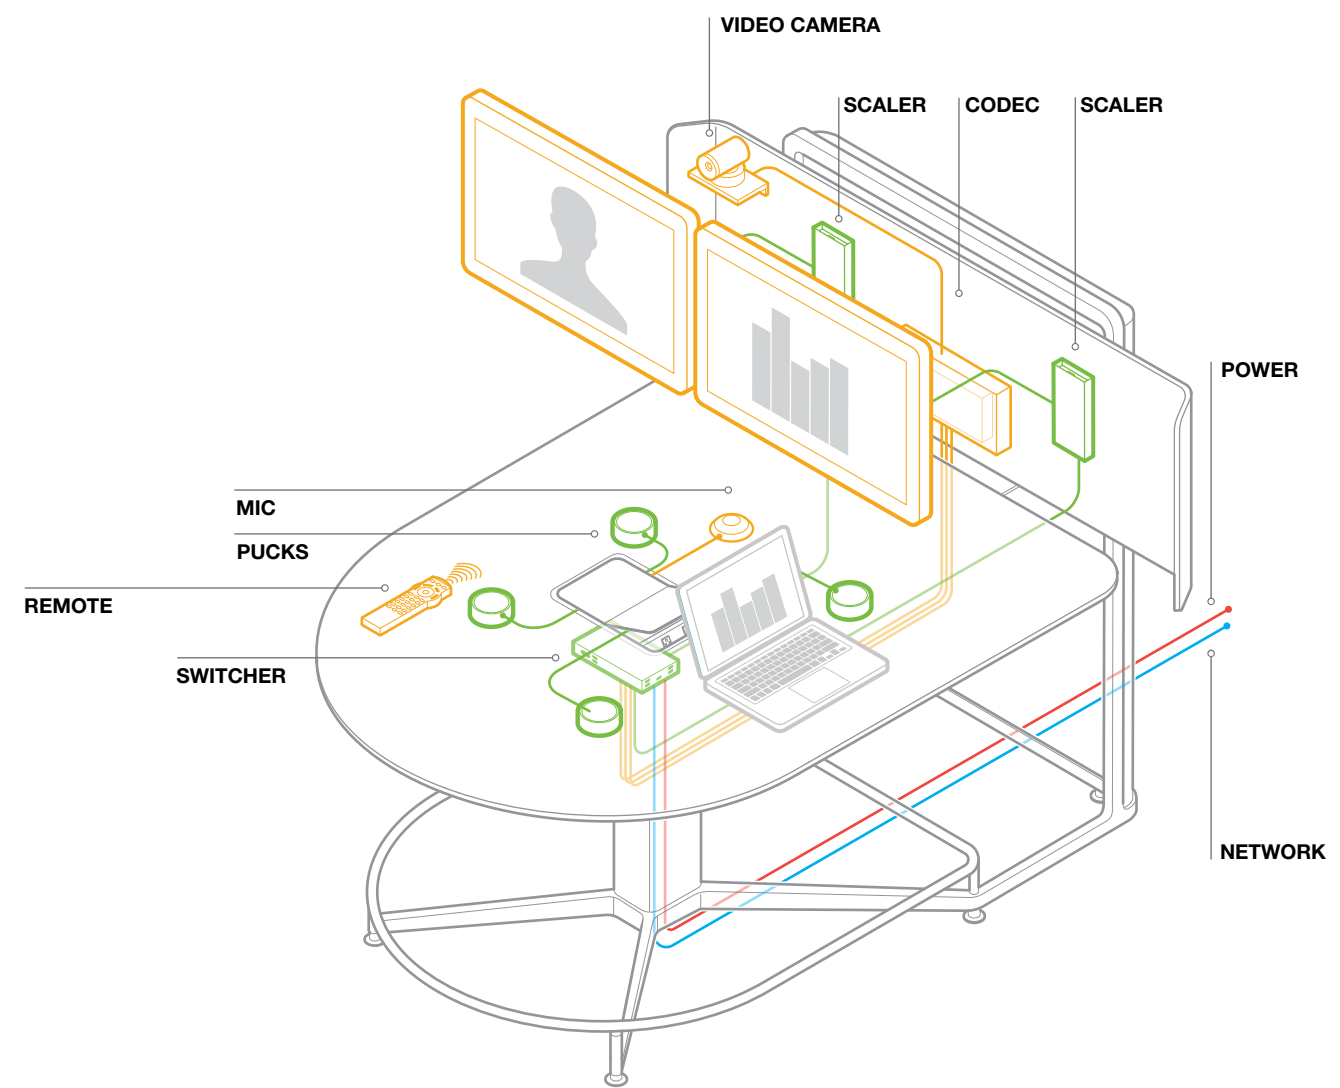 VIDEO CAMERA
SCALER
CODEC
SCALER
POWER
MIC
PUCKS
REMOTE
SWITCHER
NETWORK